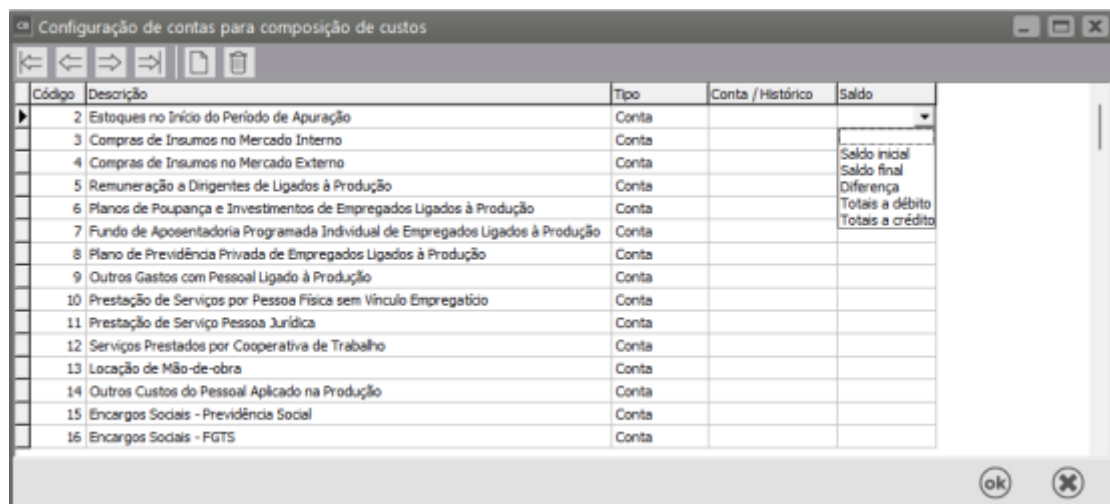 CB Configuração de contas para composição de custos
Código Descrição Tipo Conta / Histórico Saldo
2 Estoques no Início do Período de Apuração Conta
3 Compras de Insumos no Mercado Interno Conta
Saldo inicial
4 Compras de Insumos no Mercado Externo Conta
Saldo final
5 Remuneração a Dirigentes de Ligados à Produção Conta
Diferença
6 Planos de Poupança e Investimentos de Empregados Ligados à Produção Conta
Totais a débito
7 Fundo de Aposentadoria Programada Individual de Empregados Ligados à Produção Conta
Totais a crédito
8 Plano de Previdência Privada de Empregados Ligados à Produção Conta
9 Outros Gastos com Pessoal Ligado à Produção Conta
10 Prestação de Serviços por Pessoa Física sem Vínculo Empregatício Conta
11 Prestação de Serviço Pessoa Jurídica Conta
12 Serviços Prestados por Cooperativa de Trabalho Conta
13 Locação de Mão-de-obra Conta
14 Outros Custos do Pessoal Aplicado na Produção Conta
15 Encargos Sociais - Previdência Social Conta
16 Encargos Sociais - FGTS Conta
ok